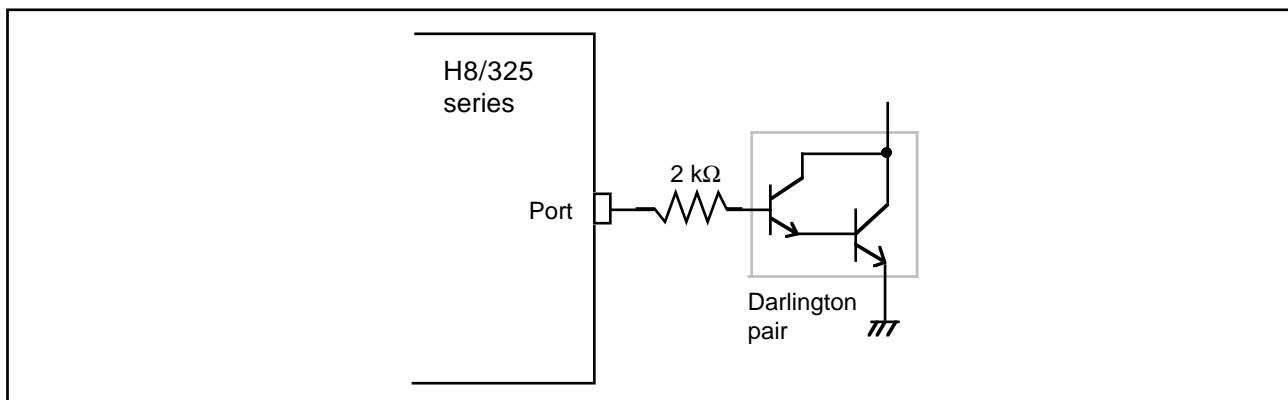 H8/325
series
2 kΩ
Port
Darlington
pair